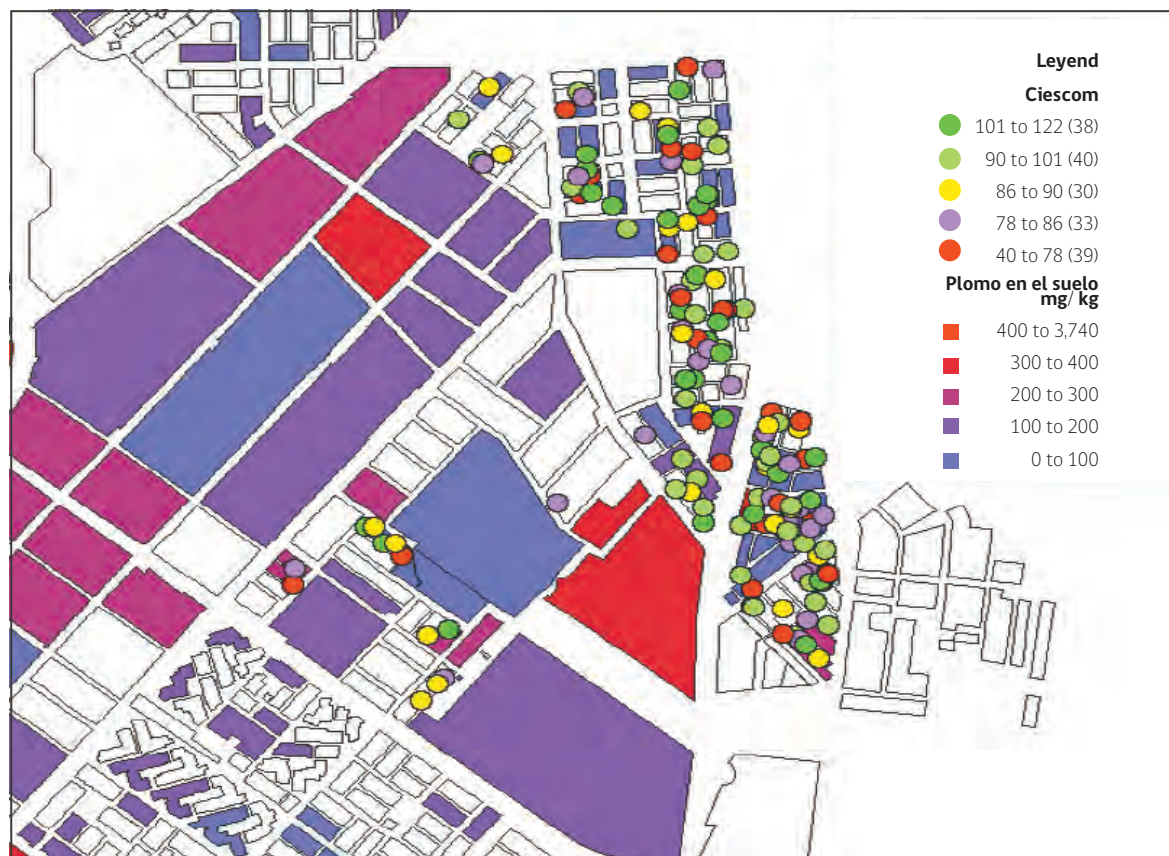 Leyend
Ciescom
101 to 122 (38)
90 to 101 (40)
86 to 90 (30)
78 to 86 (33)
40 to 78 (39)
Plomo en el suelo
mg/ kg
400 to 3,740
300 to 400
200 to 300
100 to 200
0 to 100